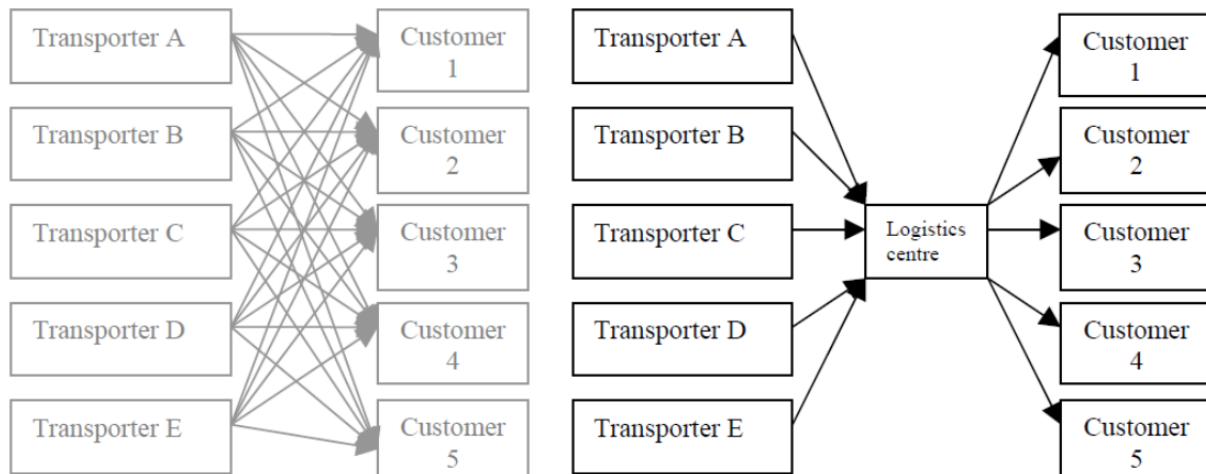 Transporter A
Customer
1
Transporter B
Customer
2
Transporter C
Customer
3
Transporter D
Customer
4
Transporter E
Customer
5
Transporter A
Transporter B
Transporter C
Transporter D
Transporter E
Logistics
centre
Customer
1
Customer
2
Customer
3
Customer
4
Customer
5